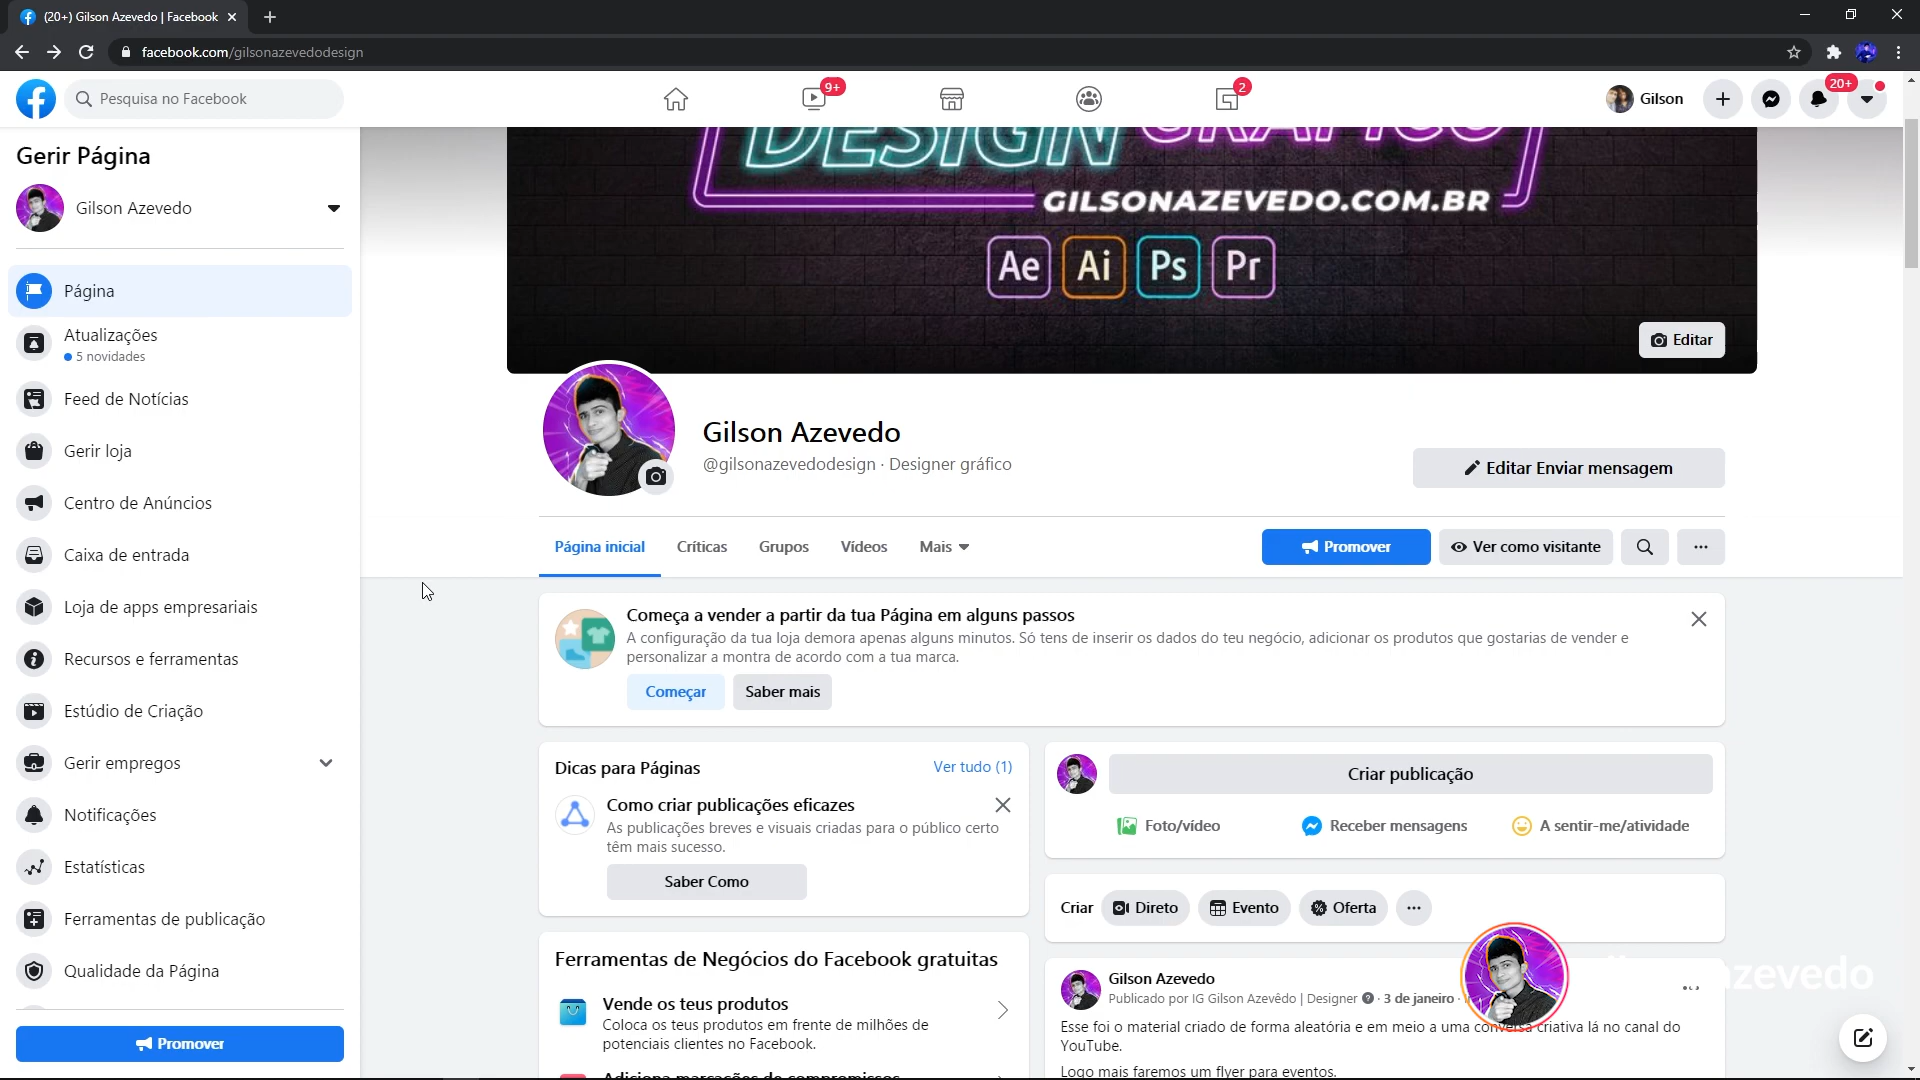 (20+) Gilson Azevedo | Facebook
facebook.com/gilsonazevedodesign
Pesquisa no Facebook
9+
2
Gilson
20+
Gerir Página
Gilson Azevedo
Página
Atualizações
5 novidades
Feed de Notícias
Gerir loja
Centro de Anúncios
Caixa de entrada
Loja de apps empresariais
Recursos e ferramentas
Estúdio de Criação
Gerir empregos
Notificações
Estatísticas
Ferramentas de publicação
Qualidade da Página
Promover
DESIGN GRÁFICO
GILSONAZEVEDO.COM.BR
Ae Ai Ps Pr
Editar
Gilson Azevedo
@gilsonazevedodesign · Designer gráfico
Editar Enviar mensagem
Página inicial Críticas Grupos Vídeos Mais
Promover Ver como visitante
Começa a vender a partir da tua Página em alguns passos
A configuração da tua loja demora apenas alguns minutos. Só tens de inserir os dados do teu negócio, adicionar os produtos que gostarias de vender e
personalizar a montra de acordo com a tua marca.
Começar Saber mais
Dicas para Páginas Ver tudo (1)
Como criar publicações eficazes
As publicações breves e visuais criadas para o público certo
têm mais sucesso.
Saber Como
Ferramentas de Negócios do Facebook gratuitas
Vende os teus produtos
Coloca os teus produtos em frente de milhões de
potenciais clientes no Facebook.
Adiciona marcações de compromissos
Criar publicação
Foto/vídeo Receber mensagens A sentir-me/atividade
Criar Direto Evento Oferta
Gilson Azevedo
Publicado por IG Gilson Azevêdo | Designer · 3 de janeiro ·
Esse foi o material criado de forma aleatória e em meio a uma conversa criativa lá no canal do
YouTube.
Logo mais faremos um flyer para eventos.
azevedo